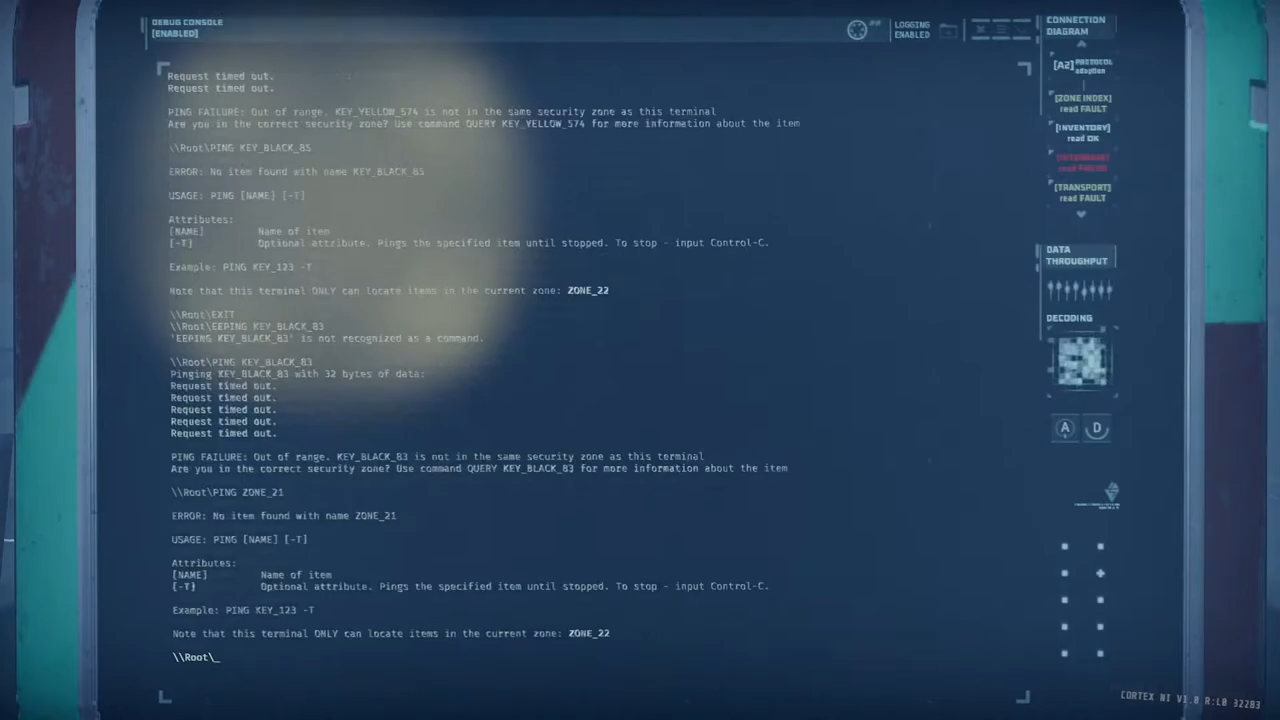 DEBUG CONSOLE
[ENABLED]
LOGGING
ENABLED
Request timed out.
Request timed out.
PING FAILURE: Out of range. KEY_YELLOW_574 is not in the same security zone as this terminal
Are you in the correct security zone? Use command QUERY KEY_YELLOW_574 for more information about the item
\\Root\PING KEY_BLACK_85
ERROR: No item found with name KEY_BLACK_85
USAGE: PING [NAME] [-T]
Attributes:
[NAME] Name of item
[-T] Optional attribute. Pings the specified item until stopped. To stop - input Control-C.
Example: PING KEY_123 -T
Note that this terminal ONLY can locate items in the current zone: ZONE_22
\\Root\EXIT
\\Root\EEPING KEY_BLACK_83
'EEPING KEY_BLACK_83' is not recognized as a command.
\\Root\PING KEY_BLACK_83
Pinging KEY_BLACK_83 with 32 bytes of data:
Request timed out.
Request timed out.
Request timed out.
Request timed out.
Request timed out.
PING FAILURE: Out of range. KEY_BLACK_83 is not in the same security zone as this terminal
Are you in the correct security zone? Use command QUERY KEY_BLACK_83 for more information about the item
\\Root\PING ZONE_21
ERROR: No item found with name ZONE_21
USAGE: PING [NAME] [-T]
Attributes:
[NAME] Name of item
[-T] Optional attribute. Pings the specified item until stopped. To stop - input Control-C.
Example: PING KEY_123 -T
Note that this terminal ONLY can locate items in the current zone: ZONE_22
\\Root\_
CONNECTION
DIAGRAM
[A2] PROTOCOL
adaption
[ZONE INDEX]
read FAULT
[INVENTORY]
read OK
read FAILED
[TRANSPORT]
read FAULT
DATA
THROUGHPUT
DECODING
A D
CORTEX NI V1.0 R:L0 32283